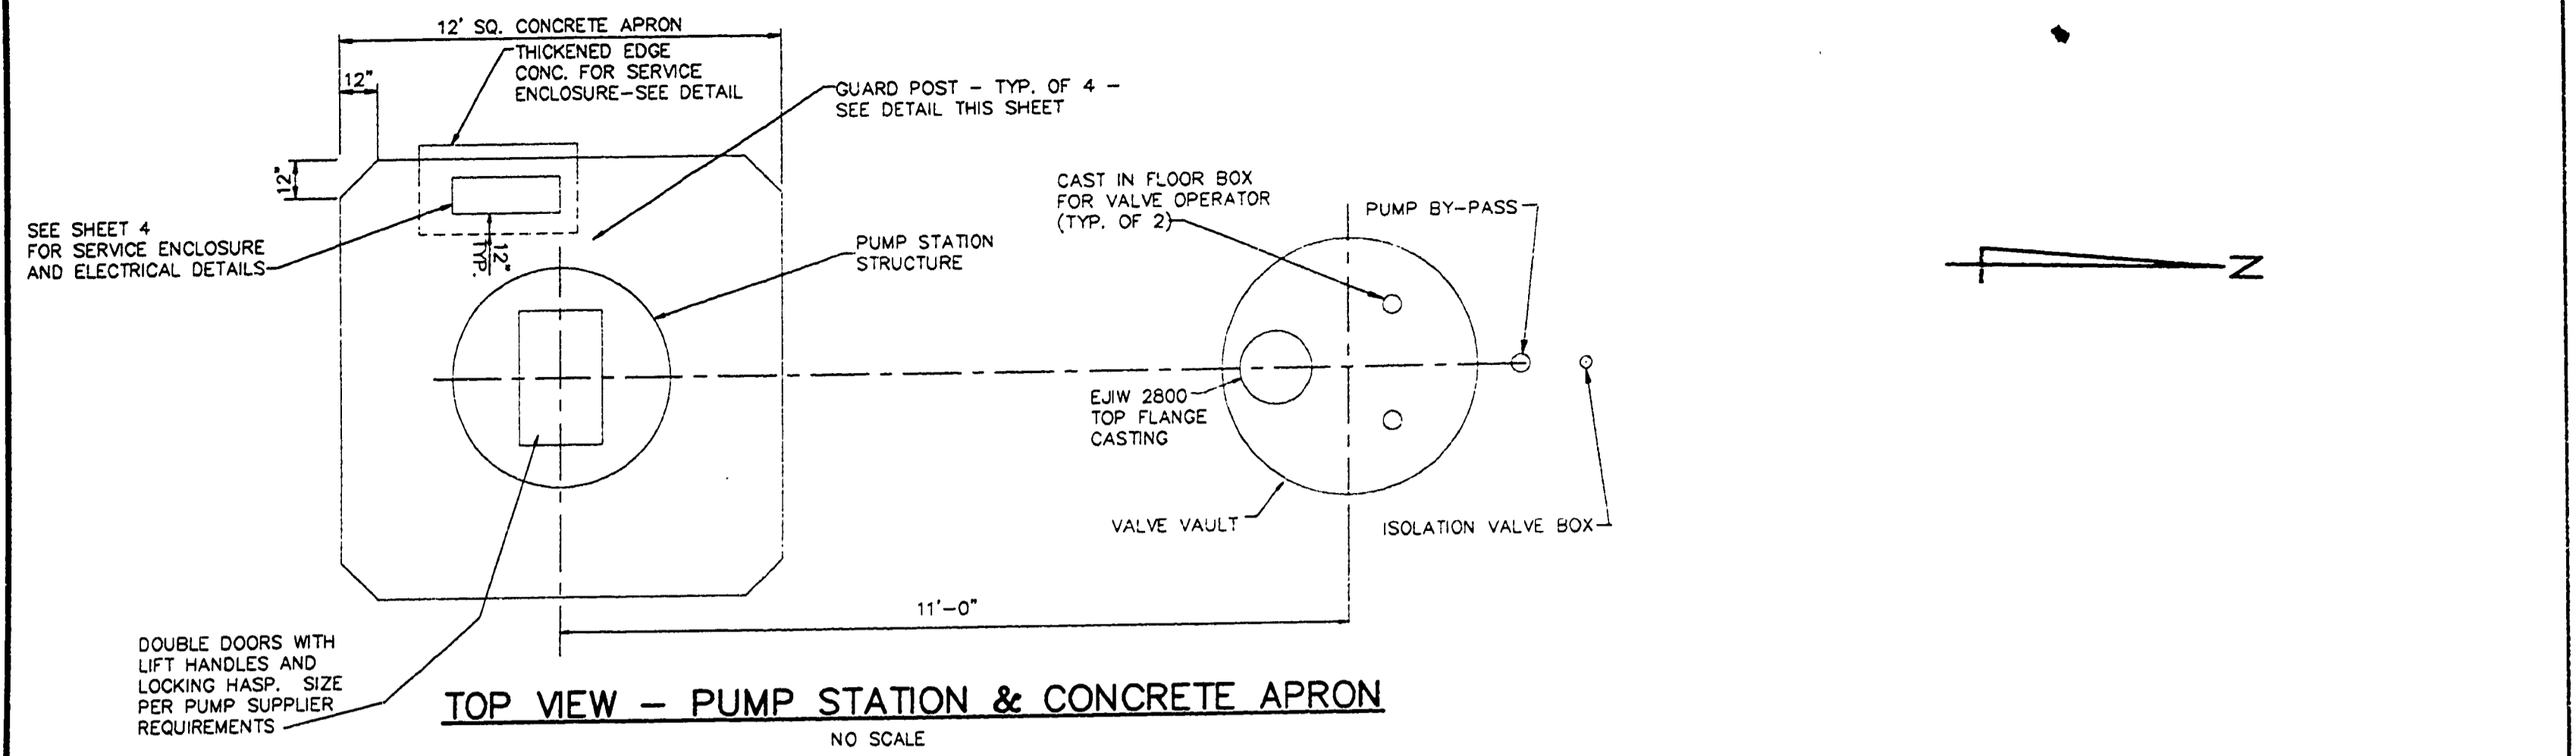 12' SQ. CONCRETE APRON
THICKENED EDGE
CONC. FOR SERVICE
ENCLOSURE-SEE DETAIL
12"
GUARD POST - TYP. OF 4 -
SEE DETAIL THIS SHEET
12"
SEE SHEET 4
FOR SERVICE ENCLOSURE
AND ELECTRICAL DETAILS
12"
TYP.
PUMP STATION
STRUCTURE
CAST IN FLOOR BOX
FOR VALVE OPERATOR
(TYP. OF 2)
PUMP BY-PASS
N
EJIW 2800
TOP FLANGE
CASTING
VALVE VAULT
ISOLATION VALVE BOX
11'-0"
DOUBLE DOORS WITH
LIFT HANDLES AND
LOCKING HASP. SIZE
PER PUMP SUPPLIER
REQUIREMENTS
TOP VIEW - PUMP STATION & CONCRETE APRON
NO SCALE